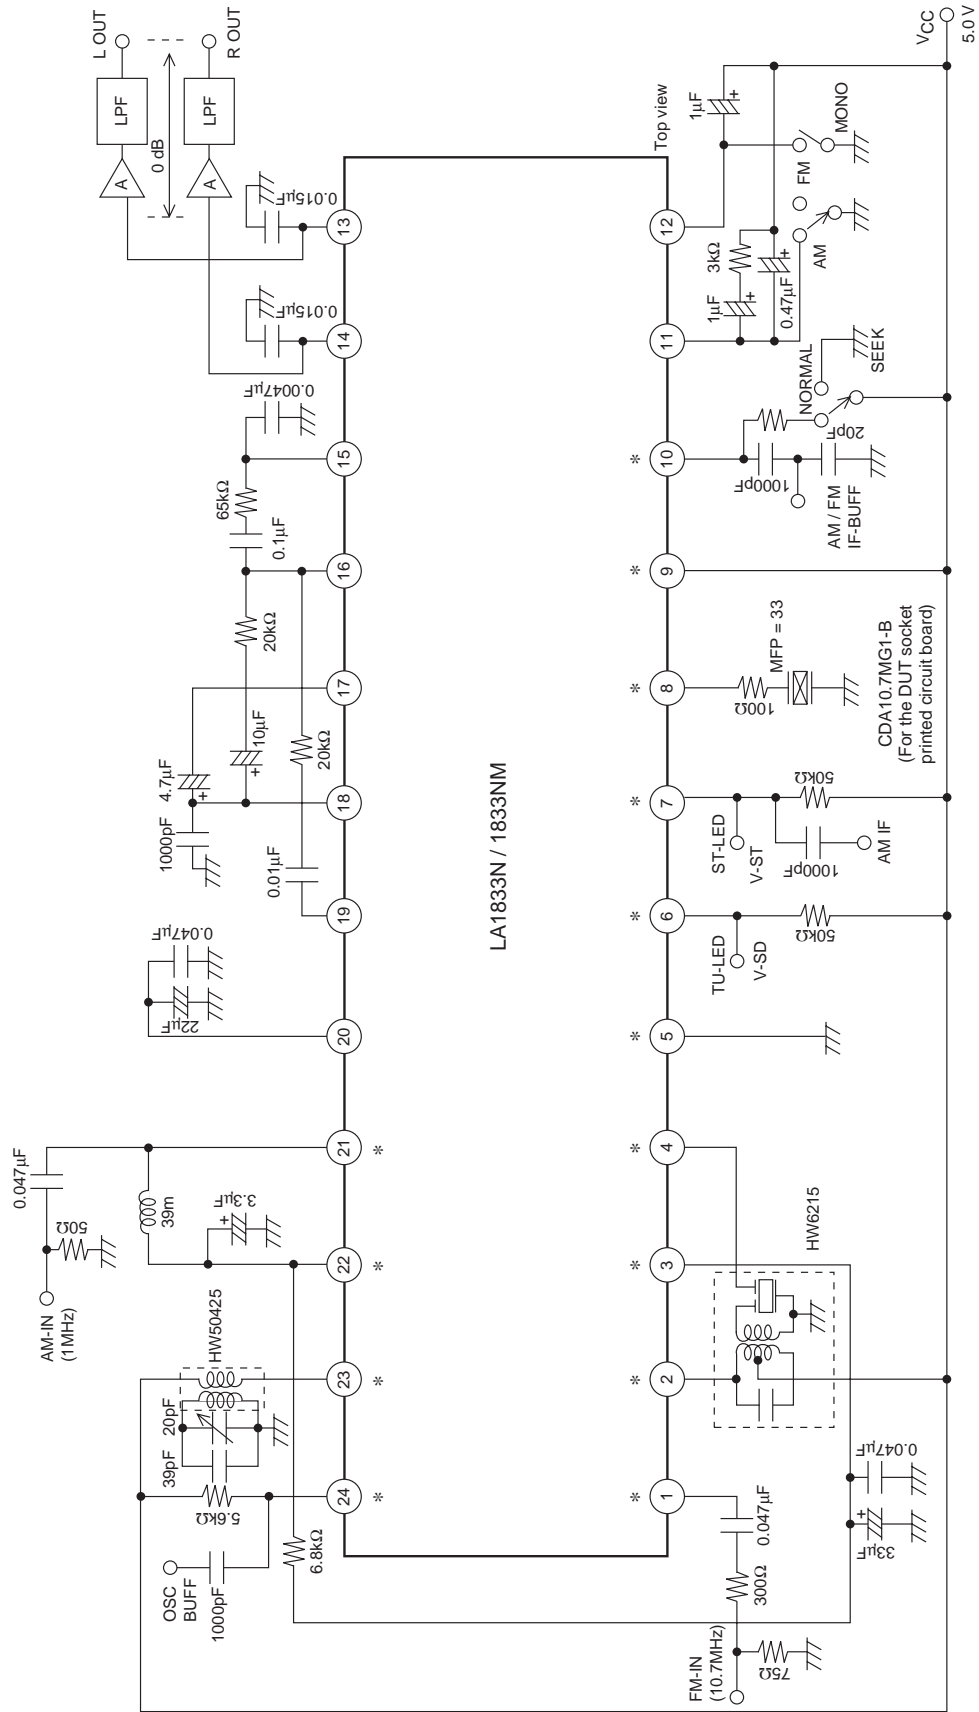 L OUT
R OUT
LPF
LPF
A
A
0 dB
VCC
5.0 V
Top view
1µF
MONO
FM
AM
3kΩ
1µF
0.47µF
0.015µF
0.015µF
0.0047µF
65kΩ
0.1µF
20kΩ
10µF
4.7µF
1000pF
20kΩ
0.01µF
0.047µF
22µF
0.047µF
50Ω
AM-IN
(1MHz)
39m
3.3µF
HW50425
20pF
39pF
5.6kΩ
OSC
BUFF
1000pF
6.8kΩ
13
14
15
16
17
18
19
20
21
*
22
*
23
*
24
*
LA1833N / 1833NM
12
11
* 10
* 9
* 8
* 7
* 6
* 5
* 4
* 3
* 2
* 1
NORMAL
SEEK
20pF
1000pF
AM / FM
IF-BUFF
MFP = 33
100Ω
CDA10.7MG1-B
(For the DUT socket
printed circuit board)
ST-LED
V-ST
50kΩ
1000pF
AM IF
TU-LED
V-SD
50kΩ
HW6215
0.047µF
33µF
0.047µF
300Ω
FM-IN
(10.7MHz)
75Ω
+
+
+
+
+
+
+